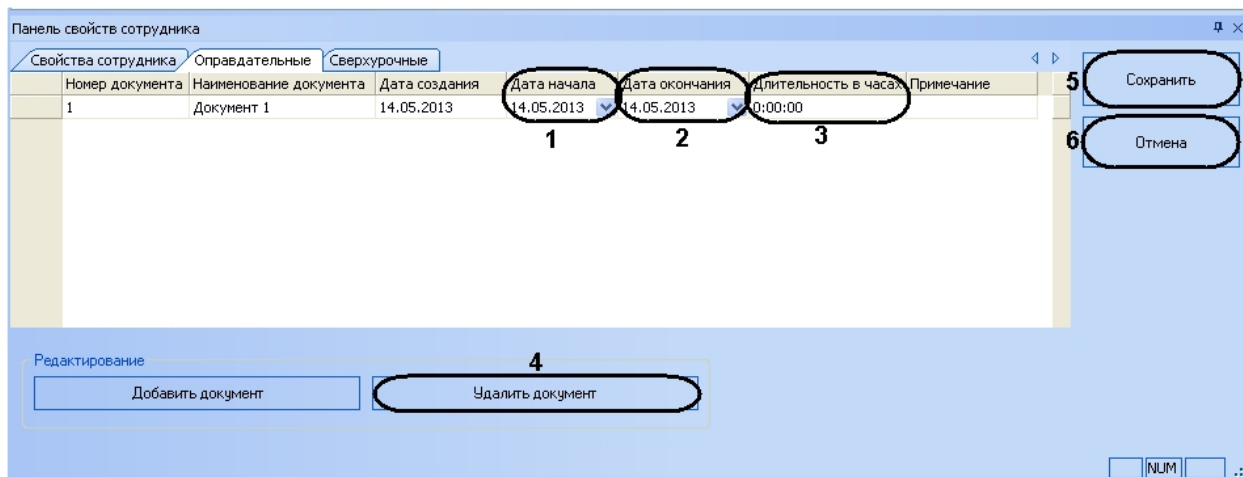 Панель свойств сотрудника
Свойства сотрудника Оправдательные Сверхурочные
Номер документа Наименование документа Дата создания Дата начала Дата окончания Длительность в часах Примечание
1 Документ 1 14.05.2013 14.05.2013 14.05.2013 0:00:00
1 2 3
5 Сохранить
6 Отмена
Редактирование
4
Добавить документ Удалить документ
NUM